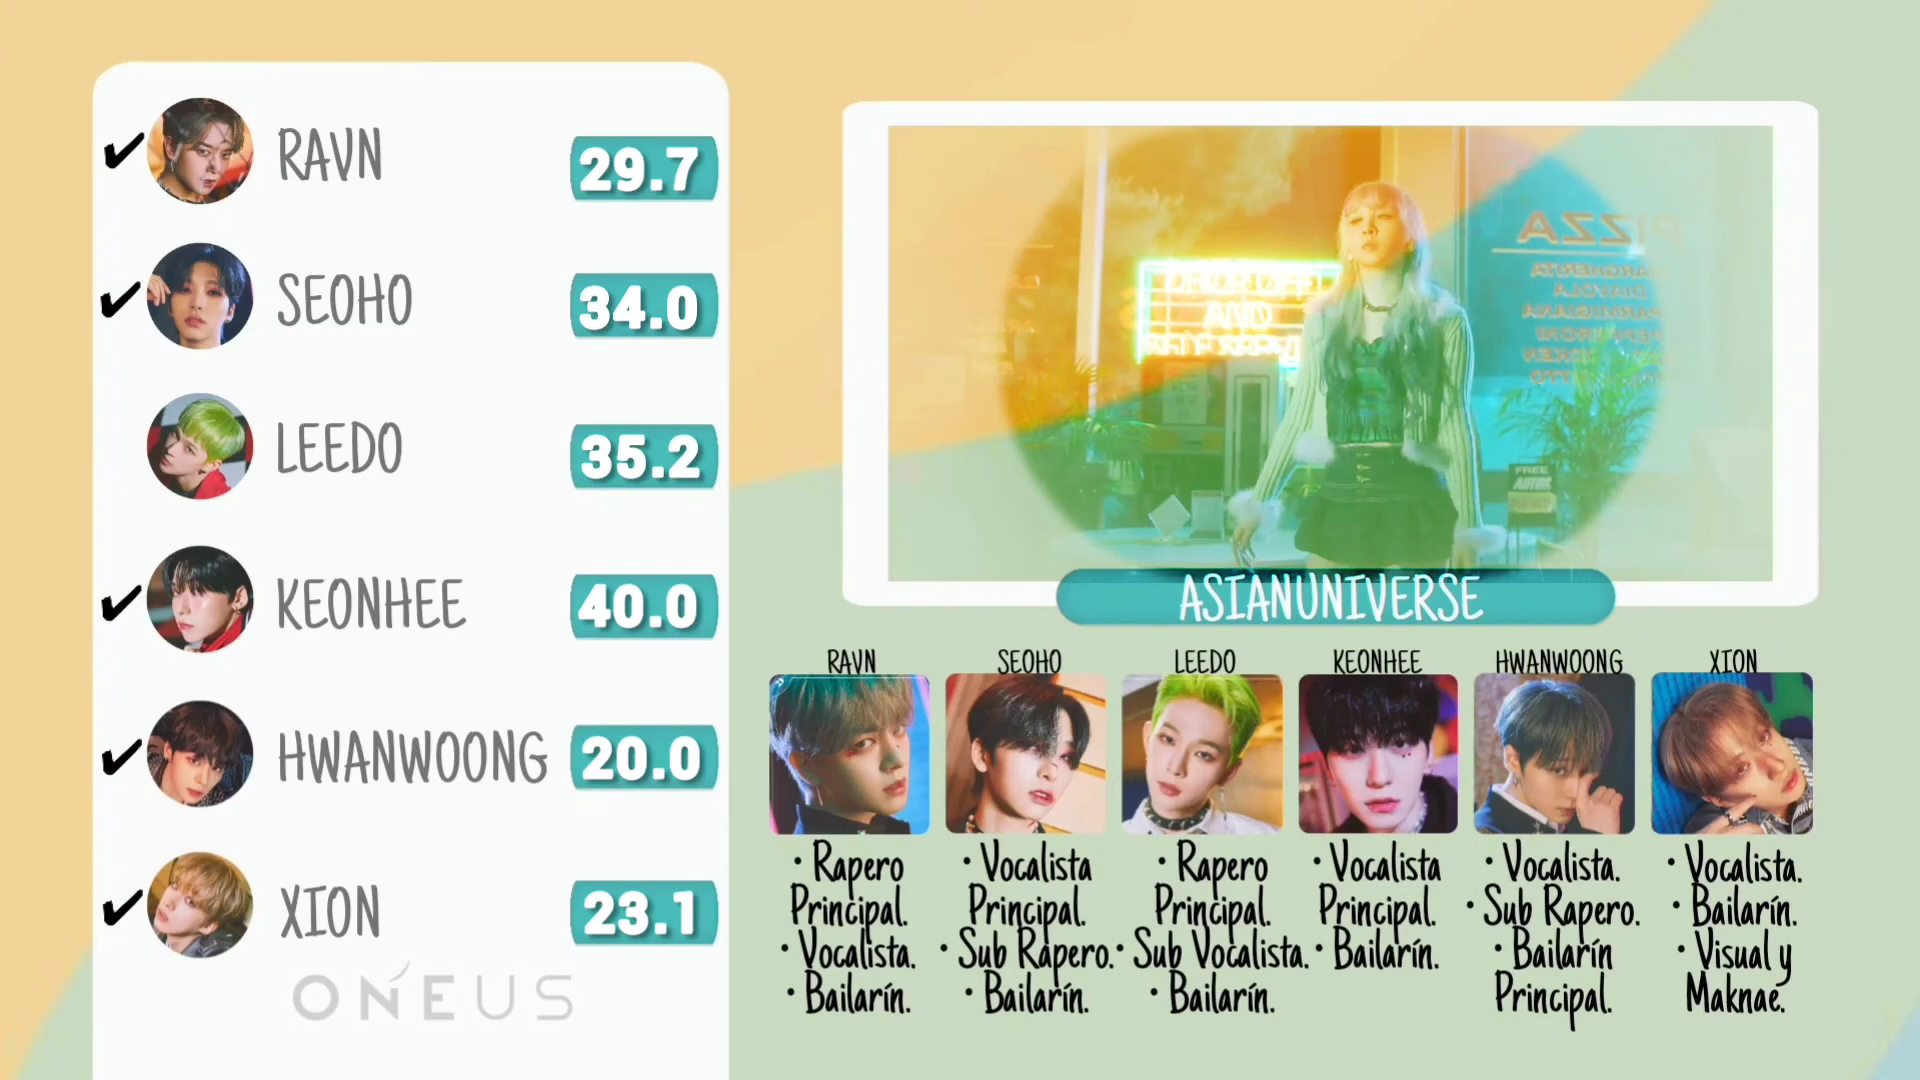 RAVN 29.7
SEOHO 34.0
LEEDO 35.2
KEONHEE 40.0
HWANWOONG 20.0
XION 23.1
ONEUS
PIZZA
AND
FREE
ASIANUNIVERSE
RAVN SEOHO LEEDO KEONHEE HWANWOONG XION
• Rapero
Principal.
• Vocalista.
• Bailarín.
• Vocalista
Principal.
• Sub Rapero.
• Bailarín.
• Rapero
Principal.
• Sub Vocalista.
• Bailarín.
• Vocalista
Principal.
• Bailarín.
• Vocalista.
• Sub Rapero.
• Bailarín
Principal.
• Vocalista.
• Bailarín.
• Visual y
Maknae.